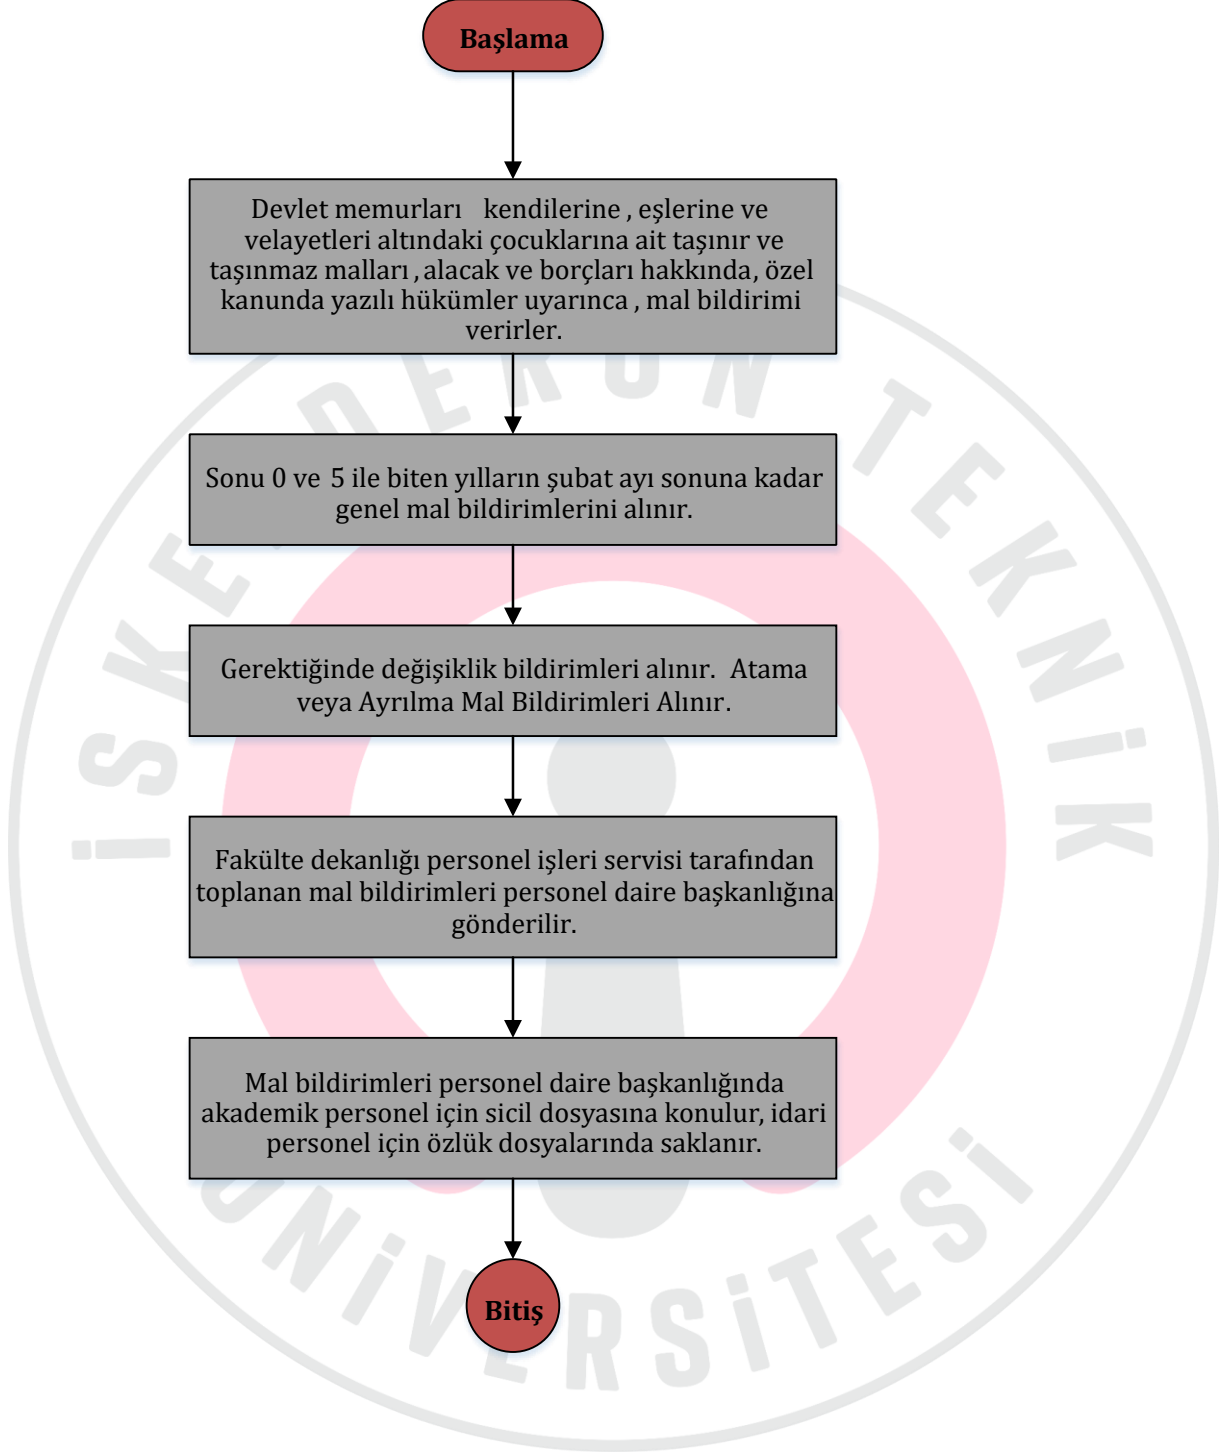 Başlama
Devlet memurları kendilerine , eşlerine ve
velayetleri altındaki çocuklarına ait taşınır ve
taşınmaz malları , alacak ve borçları hakkında, özel
kanunda yazılı hükümler uyarınca , mal bildirimi
verirler.
Sonu 0 ve 5 ile biten yılların şubat ayı sonuna kadar
genel mal bildirimlerini alınır.
Gerektiğinde değişiklik bildirimleri alınır. Atama
veya Ayrılma Mal Bildirimleri Alınır.
Fakülte dekanlığı personel işleri servisi tarafından
toplanan mal bildirimleri personel daire başkanlığına
gönderilir.
Mal bildirimleri personel daire başkanlığında
akademik personel için sicil dosyasına konulur, idari
personel için özlük dosyalarında saklanır.
Bitiş
İSKENDERUN TEKNİK
ÜNİVERSİTESİ